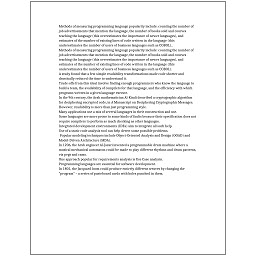 Methods of measuring programming language popularity include: counting the number of
job advertisements that mention the language, the number of books sold and courses
teaching the language (this overestimates the importance of newer languages), and
estimates of the number of existing lines of code written in the language (this
underestimates the number of users of business languages such as COBOL).
Methods of measuring programming language popularity include: counting the number of
job advertisements that mention the language, the number of books sold and courses
teaching the language (this overestimates the importance of newer languages), and
estimates of the number of existing lines of code written in the language (this
underestimates the number of users of business languages such as COBOL).
A study found that a few simple readability transformations made code shorter and
drastically reduced the time to understand it.
Trade-offs from this ideal involve finding enough programmers who know the language to
build a team, the availability of compilers for that language, and the efficiency with which
programs written in a given language execute.
In the 9th century, the Arab mathematician Al-Kindi described a cryptographic algorithm
for deciphering encrypted code, in A Manuscript on Deciphering Cryptographic Messages.
However, readability is more than just programming style.
Many applications use a mix of several languages in their construction and use.
Some languages are more prone to some kinds of faults because their specification does not
require compilers to perform as much checking as other languages.
Integrated development environments (IDEs) aim to integrate all such help.
Use of a static code analysis tool can help detect some possible problems.
Popular modeling techniques include Object-Oriented Analysis and Design (OOAD) and
Model-Driven Architecture (MDA).
In 1206, the Arab engineer Al-Jazari invented a programmable drum machine where a
musical mechanical automaton could be made to play different rhythms and drum patterns,
via pegs and cams.
One approach popular for requirements analysis is Use Case analysis.
Programming languages are essential for software development.
In 1801, the Jacquard loom could produce entirely different weaves by changing the
"program" – a series of pasteboard cards with holes punched in them.